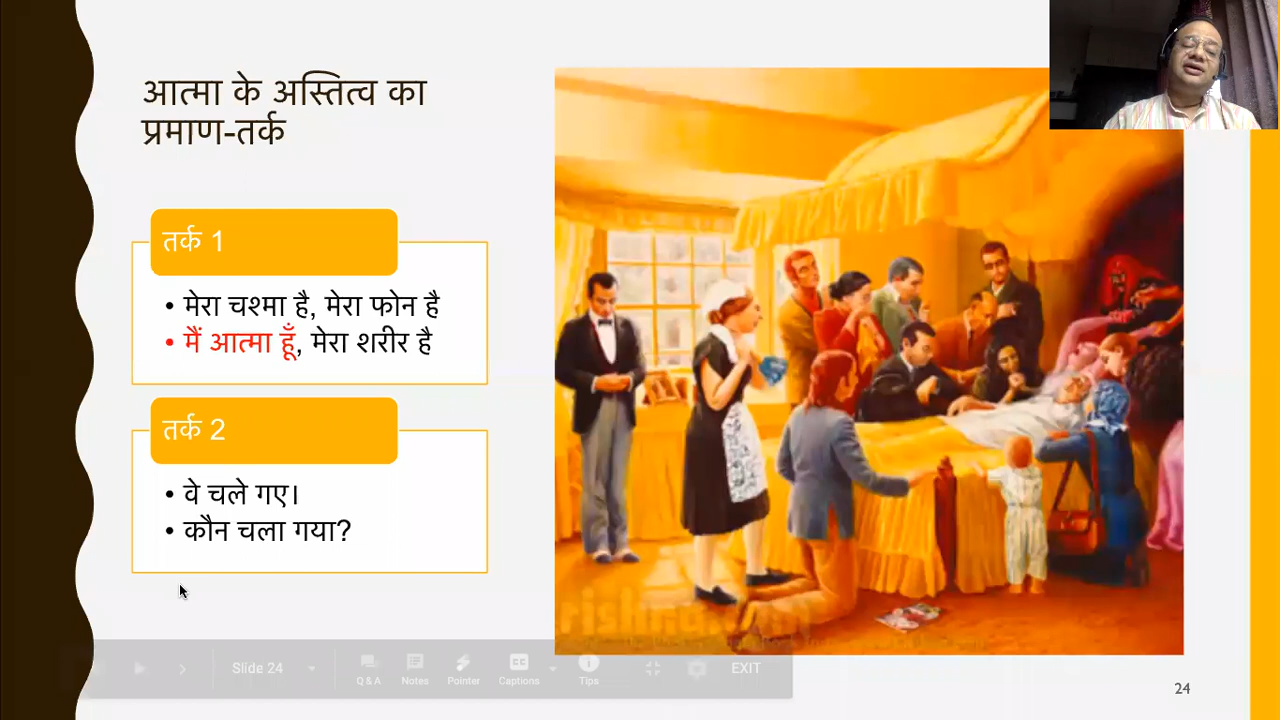 आत्मा के अस्तित्व का
प्रमाण-तर्क
तर्क 1
• मेरा चश्मा है, मेरा फोन है
• मैं आत्मा हूँ, मेरा शरीर है
तर्क 2
• वे चले गए।
• कौन चला गया?
Slide 24
Q & A
Notes
Pointer
CC
Captions
Tips
EXIT
24